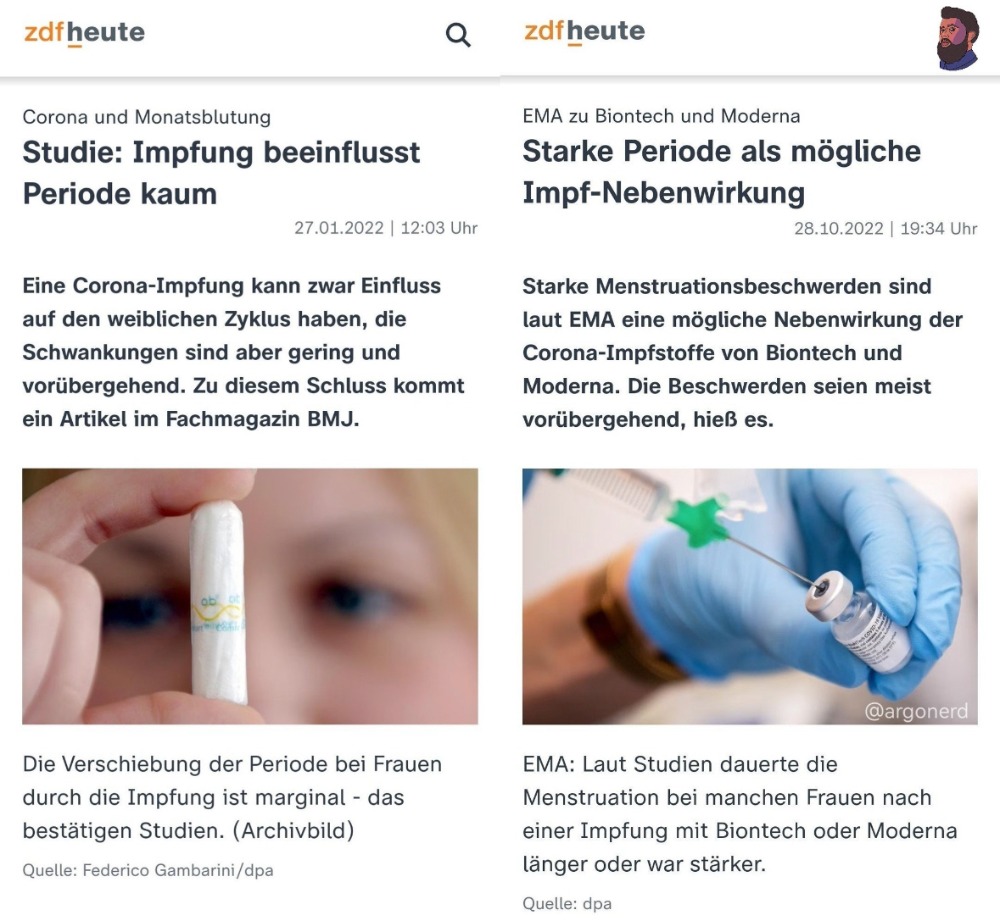 zdfheute
Corona und Monatsblutung
Studie: Impfung beeinflusst
Periode kaum
27.01.2022 | 12:03 Uhr
Eine Corona-Impfung kann zwar Einfluss
auf den weiblichen Zyklus haben, die
Schwankungen sind aber gering und
vorübergehend. Zu diesem Schluss kommt
ein Artikel im Fachmagazin BMJ.
o.b.
Die Verschiebung der Periode bei Frauen
durch die Impfung ist marginal - das
bestätigen Studien. (Archivbild)
Quelle: Federico Gambarini/dpa
zdfheute
EMA zu Biontech und Moderna
Starke Periode als mögliche
Impf-Nebenwirkung
28.10.2022 | 19:34 Uhr
Starke Menstruationsbeschwerden sind
laut EMA eine mögliche Nebenwirkung der
Corona-Impfstoffe von Biontech und
Moderna. Die Beschwerden seien meist
vorübergehend, hieß es.
@argonerd
EMA: Laut Studien dauerte die
Menstruation bei manchen Frauen nach
einer Impfung mit Biontech oder Moderna
länger oder war stärker.
Quelle: dpa